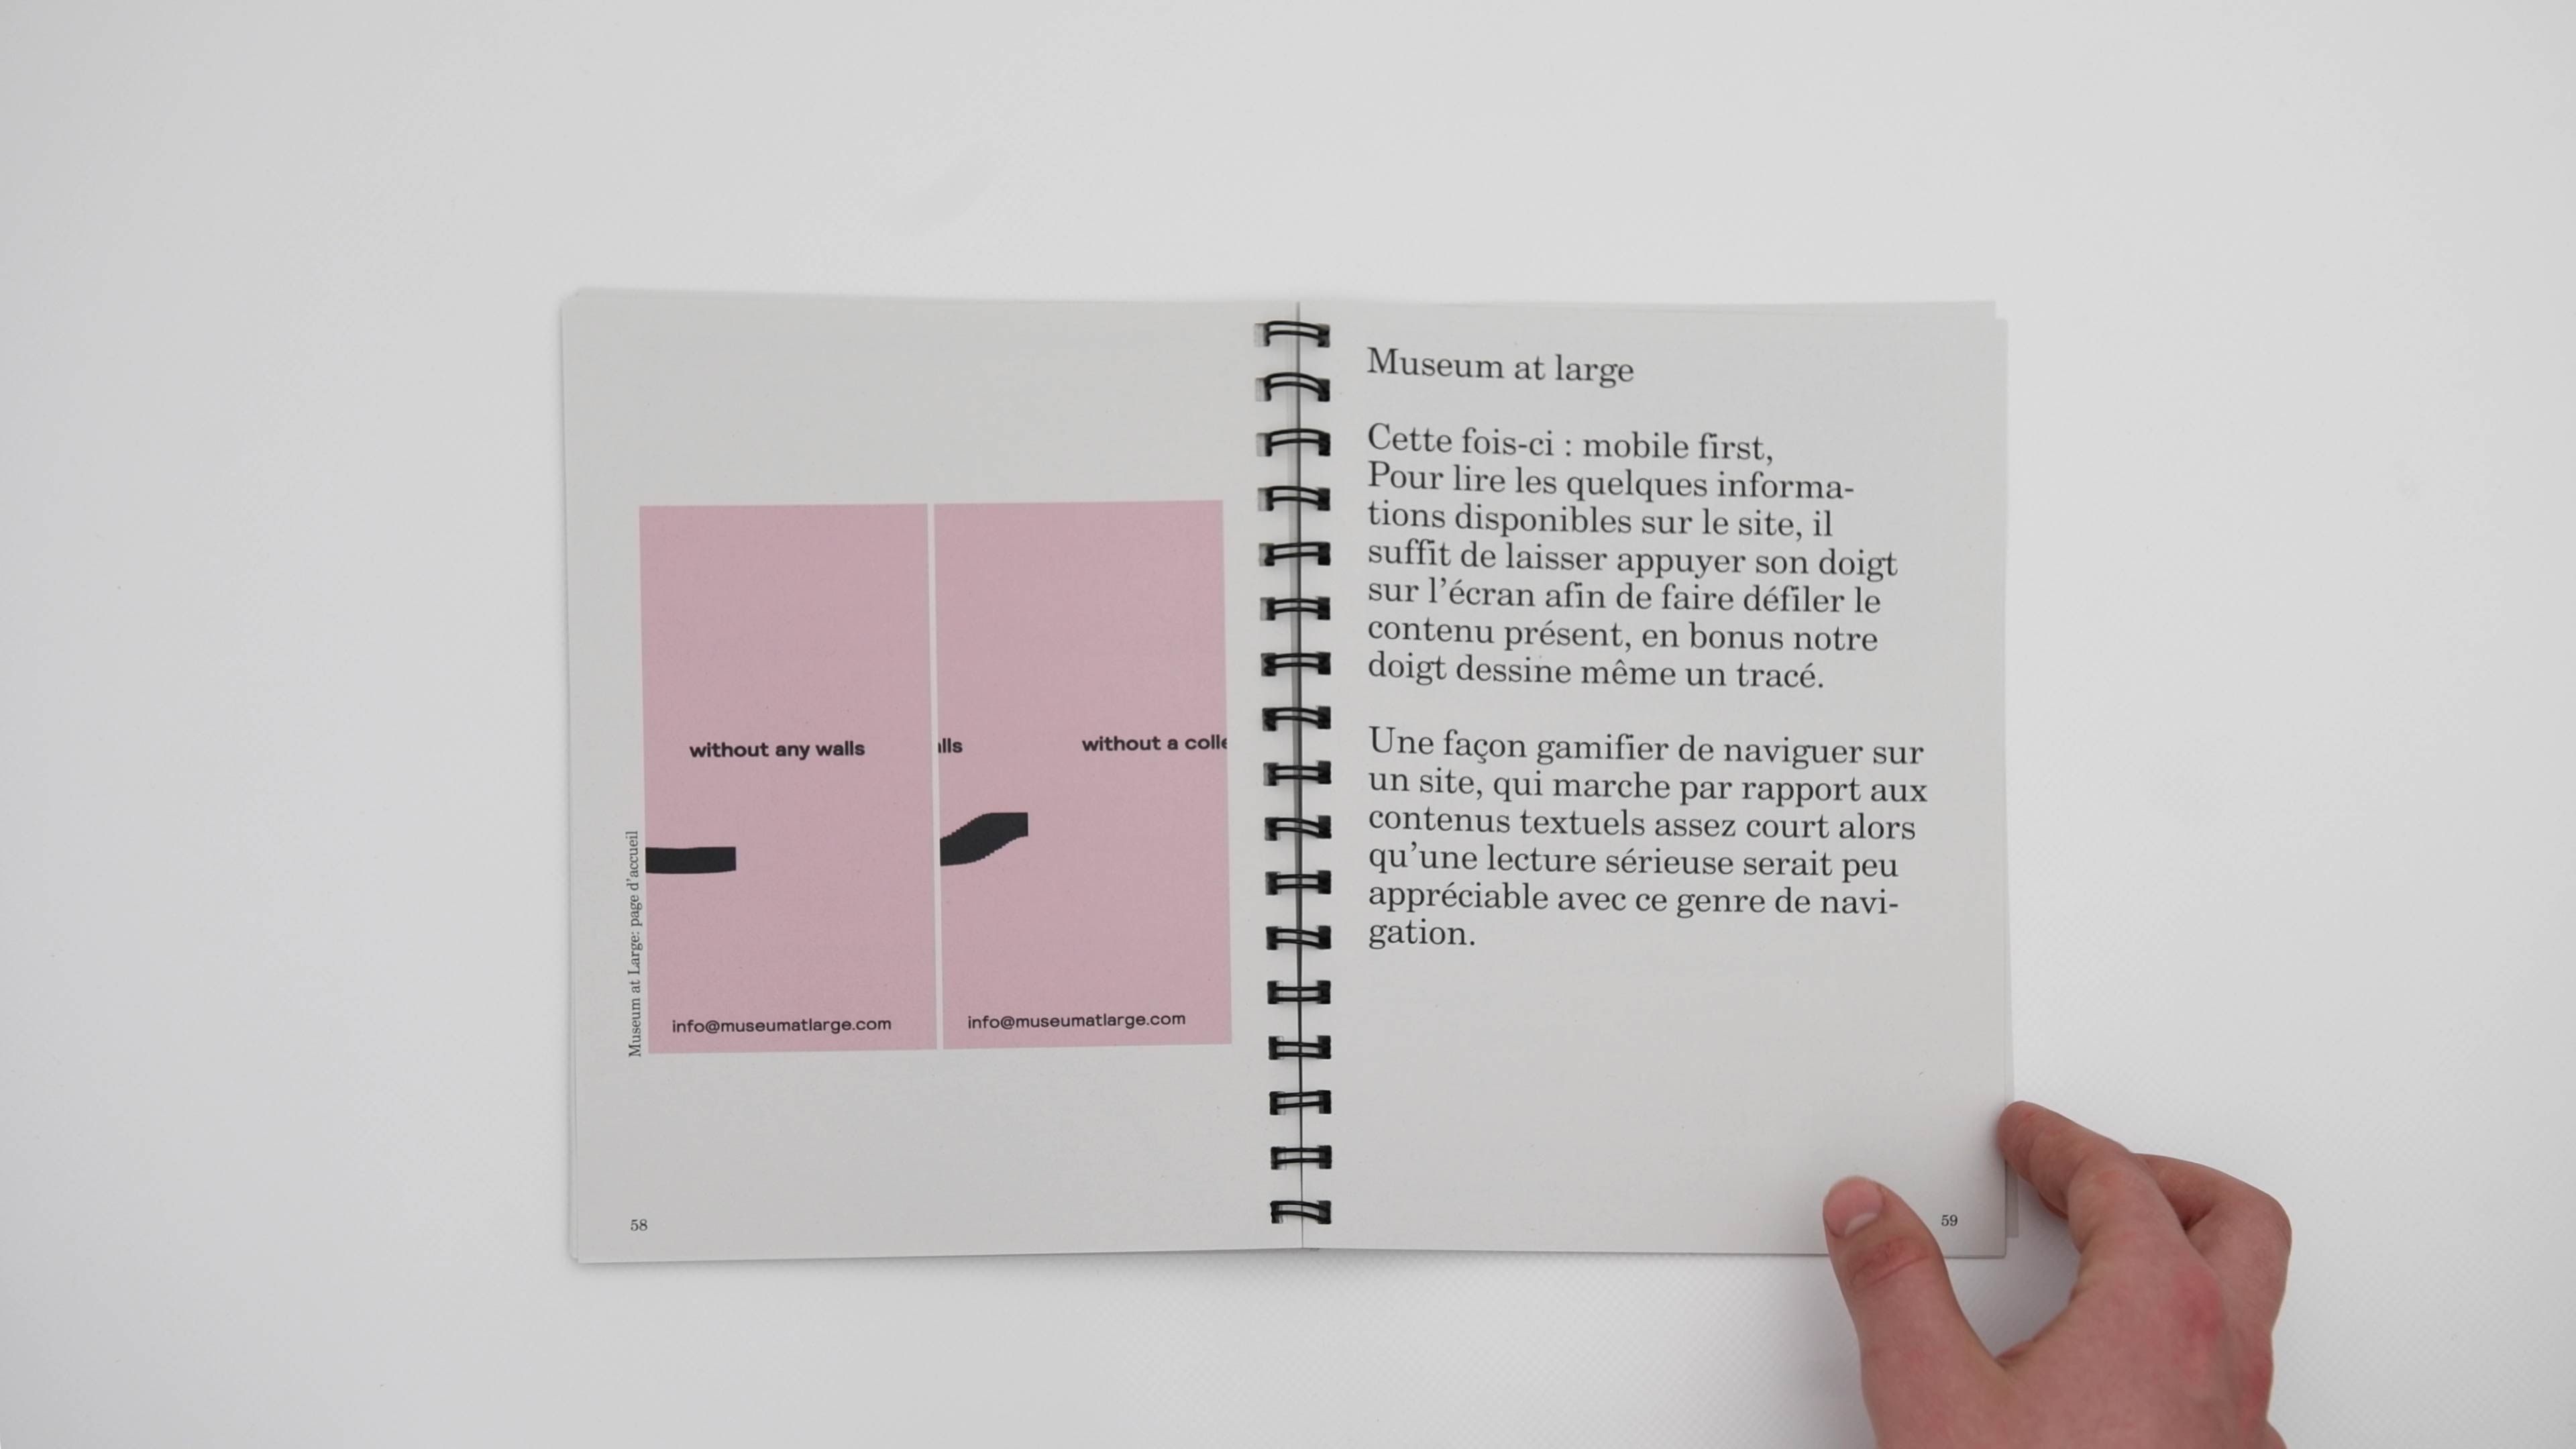 without any walls
info@museumatlarge.com
lls
without a colle
info@museumatlarge.com
Museum at Large: page d'accueil
58
Museum at large
Cette fois-ci : mobile first,
Pour lire les quelques informa-
tions disponibles sur le site, il
suffit de laisser appuyer son doigt
sur l'écran afin de faire défiler le
contenu présent, en bonus notre
doigt dessine même un tracé.
Une façon gamifier de naviguer sur
un site, qui marche par rapport aux
contenus textuels assez court alors
qu'une lecture sérieuse serait peu
appréciable avec ce genre de navi-
gation.
59